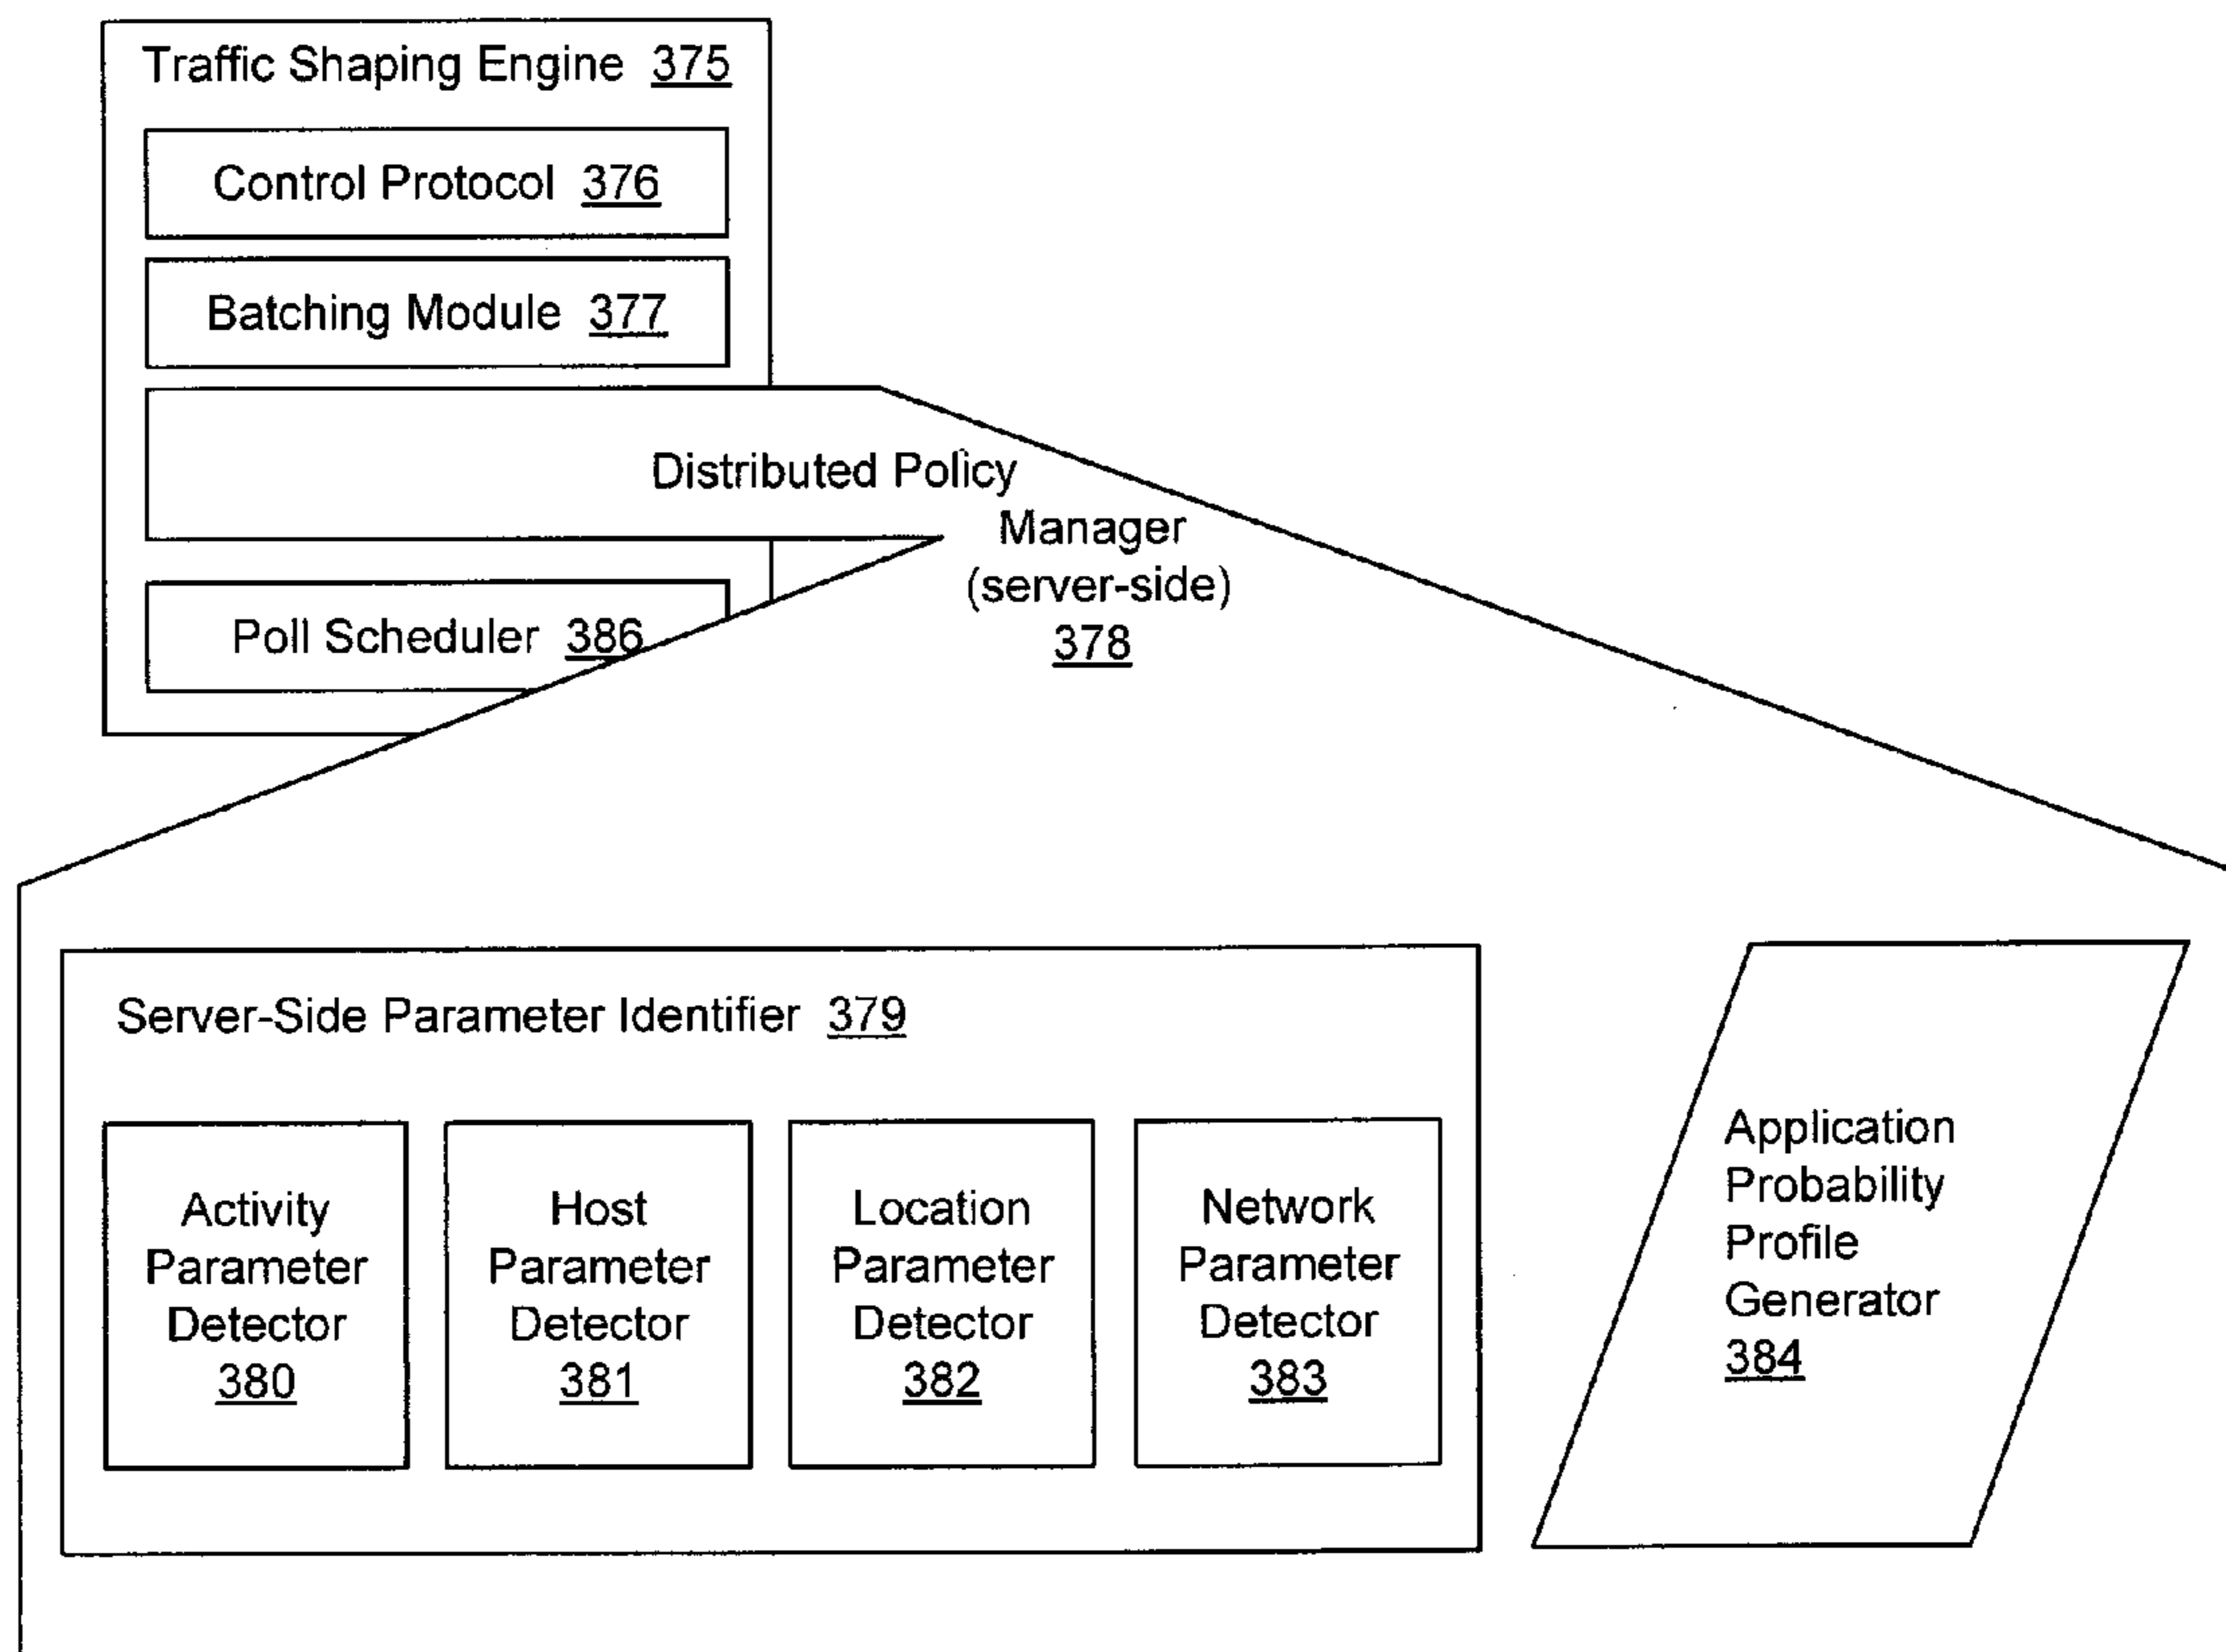 Traffic Shaping Engine 375
Control Protocol 376
Batching Module 377
Distributed Policy
Manager
(server-side)
378
Poll Scheduler 386
Server-Side Parameter Identifier 379
Activity
Parameter
Detector
380
Host
Parameter
Detector
381
Location
Parameter
Detector
382
Network
Parameter
Detector
383
Application
Probability
Profile
Generator
384